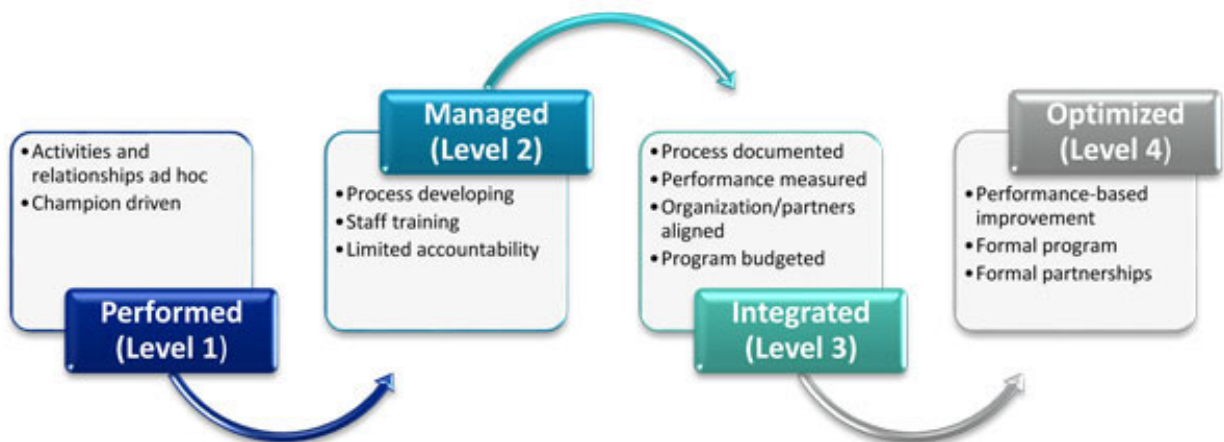 • Activities and
relationships ad hoc
• Champion driven
Performed
(Level 1)
Managed
(Level 2)
• Process developing
• Staff training
• Limited accountability
• Process documented
• Performance measured
• Organization/partners
aligned
• Program budgeted
Integrated
(Level 3)
Optimized
(Level 4)
• Performance-based
improvement
• Formal program
• Formal partnerships